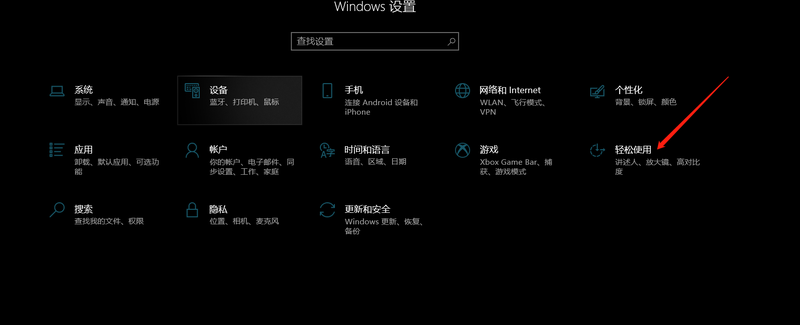 Windows 设置
查找设置
系统
显示、声音、通知、电源
设备
蓝牙、打印机、鼠标
手机
连接 Android 设备和
iPhone
网络和 Internet
WLAN、飞行模式、
VPN
个性化
背景、锁屏、颜色
应用
卸载、默认应用、可选功
能
帐户
你的帐户、电子邮件、同
步设置、工作、家庭
时间和语言
语音、区域、日期
游戏
Xbox Game Bar、捕
获、游戏模式
轻松使用
讲述人、放大镜、高对比
度
搜索
查找我的文件、权限
隐私
位置、相机、麦克风
更新和安全
Windows 更新、恢复、
备份